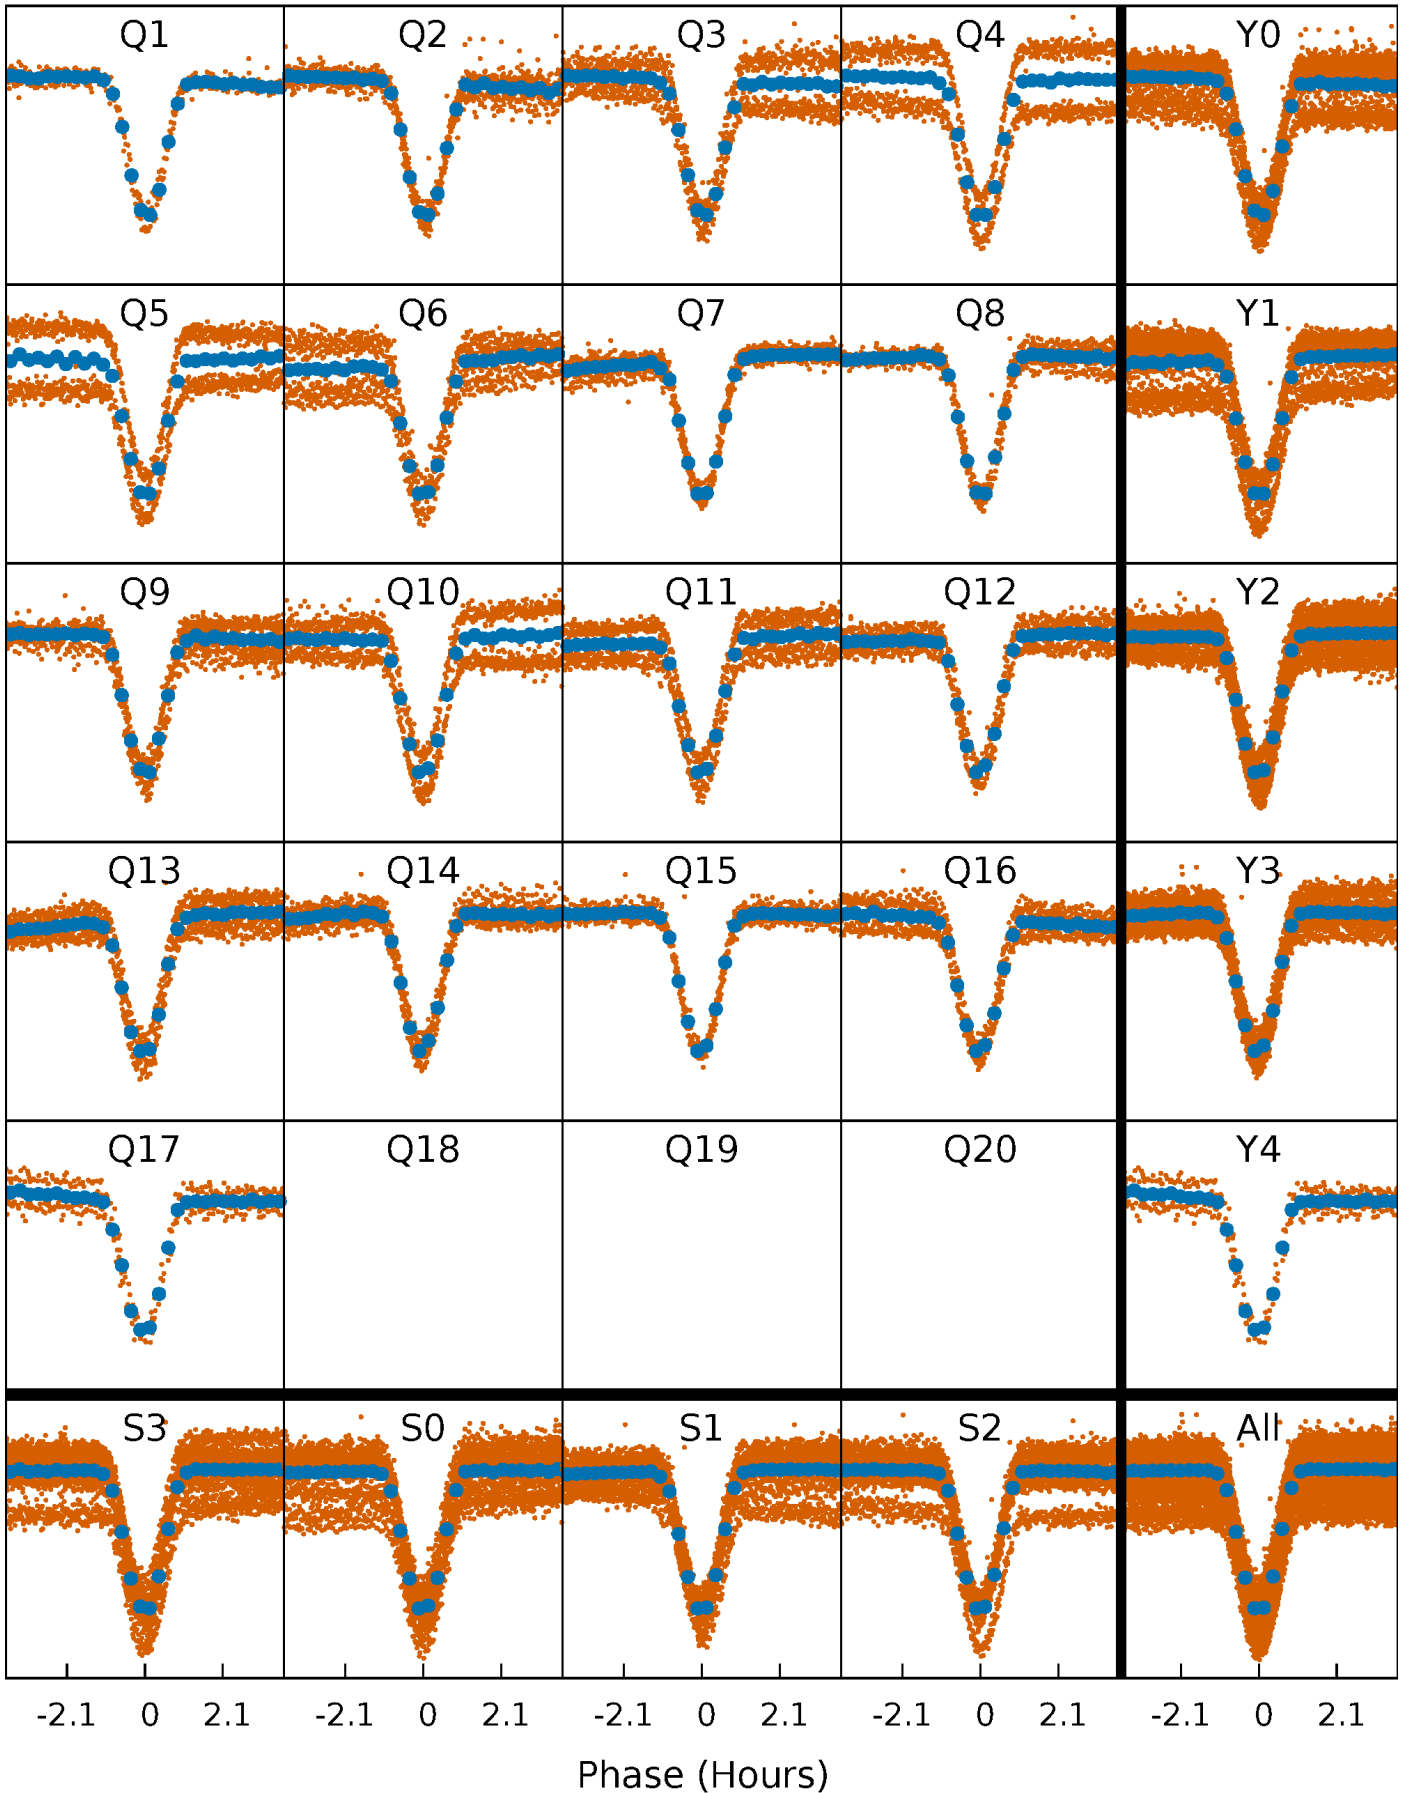 Q1 Q2 Q3 Q4 Y0
Q5 Q6 Q7 Q8 Y1
Q9 Q10 Q11 Q12 Y2
Q13 Q14 Q15 Q16 Y3
Q17 Q18 Q19 Q20 Y4
S3 S0 S1 S2 All
-2.1 0 2.1 -2.1 0 2.1 -2.1 0 2.1 -2.1 0 2.1 -2.1 0 2.1
Phase (Hours)